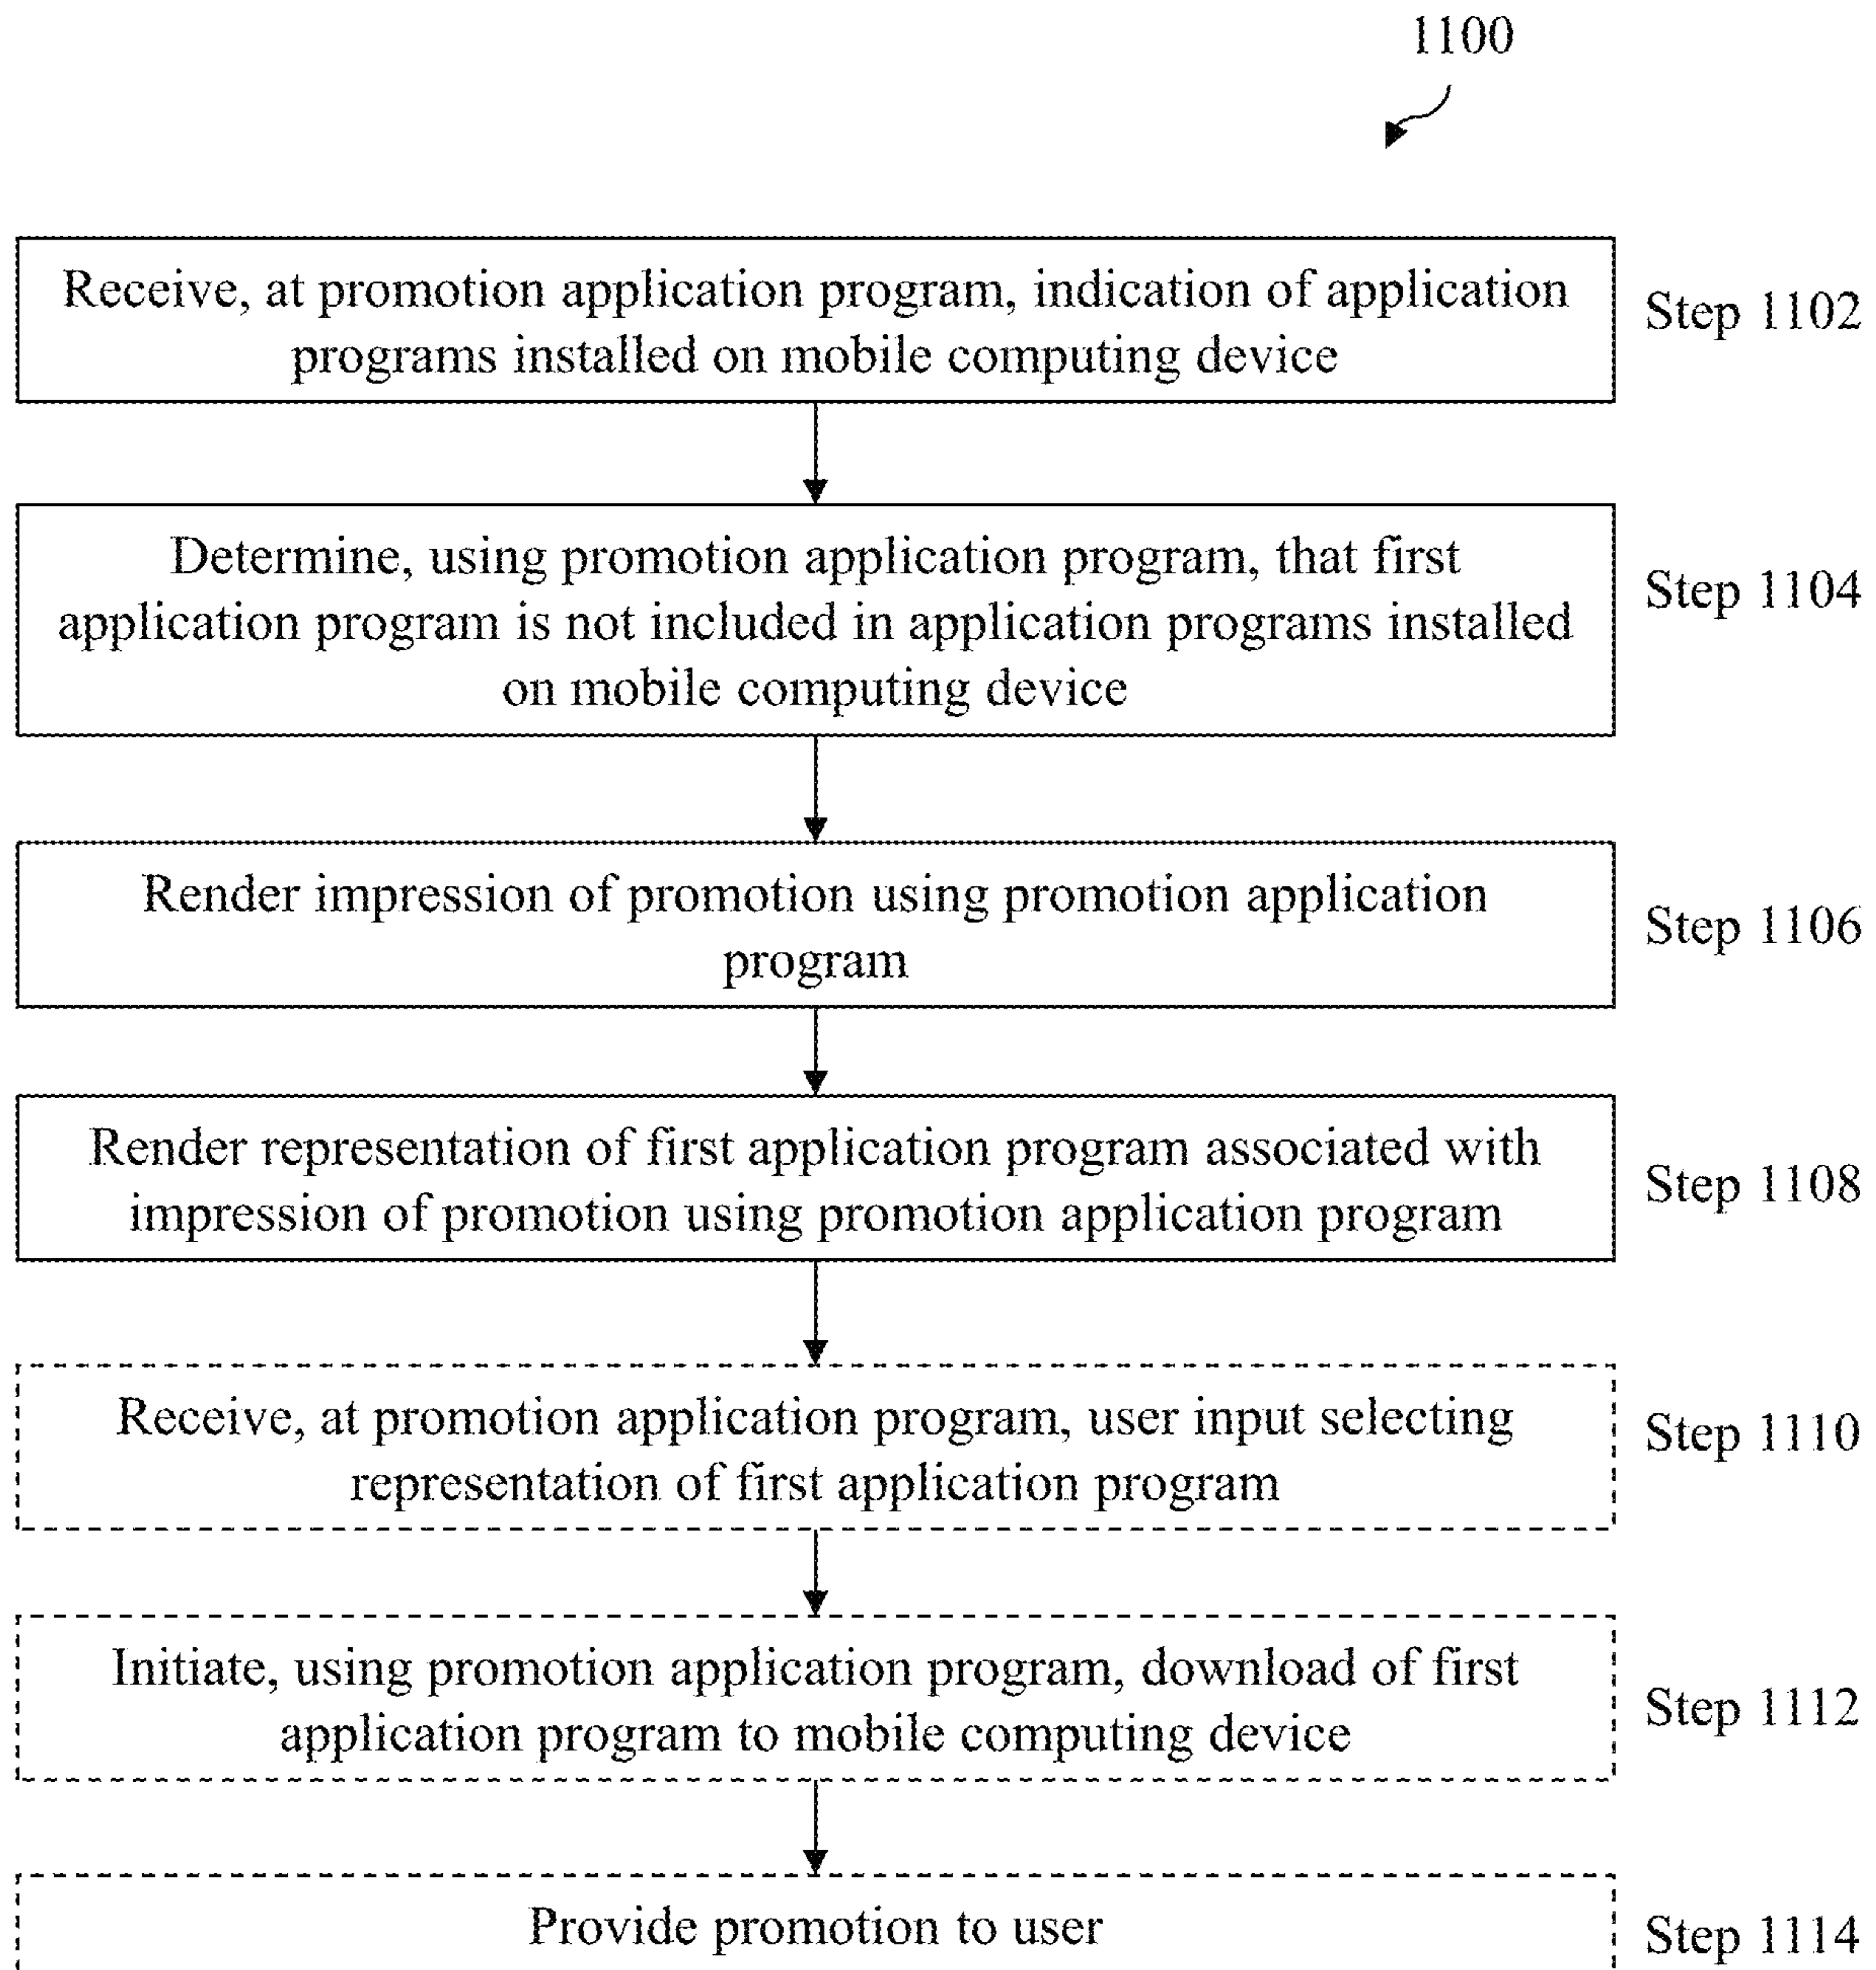 1100
Receive, at promotion application program, indication of application
programs installed on mobile computing device
Step 1102
Determine, using promotion application program, that first
application program is not included in application programs installed
on mobile computing device
Step 1104
Render impression of promotion using promotion application
program
Step 1106
Render representation of first application program associated with
impression of promotion using promotion application program
Step 1108
Receive, at promotion application program, user input selecting
representation of first application program
Step 1110
Initiate, using promotion application program, download of first
application program to mobile computing device
Step 1112
Provide promotion to user
Step 1114